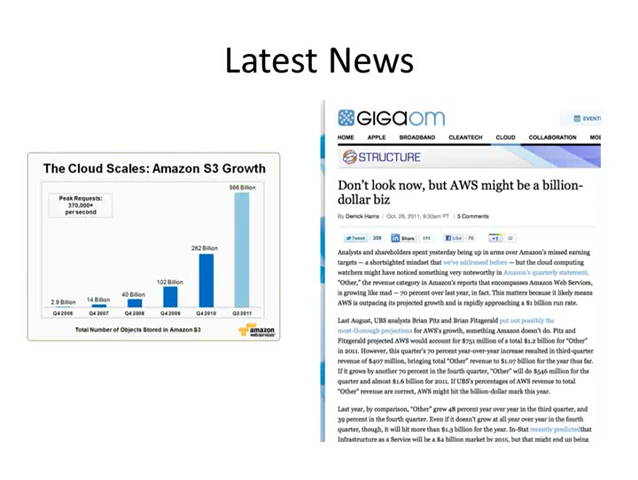 Latest News
The Cloud Scales: Amazon S3 Growth
Peak Requests:
370,000+
per second
2.9 Billion
14 Billion
40 Billion
102 Billion
262 Billion
566 Billion
Q4 2006
Q4 2007
Q4 2008
Q4 2009
Q4 2010
Q3 2011
Total Number of Objects Stored in Amazon S3
amazon
web services
GIGAOM
EVENT
HOME APPLE BROADBAND CLEANTECH CLOUD COLLABORATION MOB
STRUCTURE
Don't look now, but AWS might be a billion-
dollar biz
By Derrick Harris | Oct. 26, 2011, 9:30am PT | 5 Comments
Tweet 208 Share 171 Like 76 +1 32
Analysts and shareholders spent yesterday being up in arms over Amazon's missed earning
targets — a shortsighted mindset that we've addressed before — but the cloud computing
watchers might have noticed something very noteworthy in Amazon's quarterly statement,
"Other," the revenue category in Amazon's reports that encompasses Amazon Web Services,
is growing like mad — 70 percent over last year, in fact. This matters because it likely means
AWS is outpacing its projected growth and is rapidly approaching a $1 billion run rate.
Last August, UBS analysts Brian Pitz and Brian Fitzgerald put out possibly the
most-thorough projections for AWS's growth, something Amazon doesn't do. Pitz and
Fitzgerald projected AWS would account for $751 million of a total $1.2 billion for "Other"
in 2011. However, this quarter's 70 percent year-over-year increase resulted in third-quarter
revenue of $407 million, bringing total "Other" revenue to $1.07 billion for the year thus far.
If it grows by another 70 percent in the fourth quarter, "Other" will do $546 million for the
quarter and almost $1.6 billion for 2011. If UBS's percentages of AWS revenue to total
"Other" revenue are correct, AWS might hit the billion-dollar mark this year.
Last year, by comparison, "Other" grew 48 percent year over year in the third quarter, and
39 percent in the fourth quarter. Even if it doesn't grow at all year over year in the fourth
quarter, though, it will hit more than $1.3 billion for the year. In-Stat recently predictedthat
Infrastructure as a Service will be a $4 billion market by 2015, but that might end up being